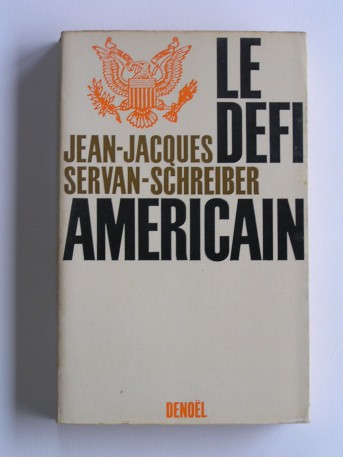 LE
DEFI
JEAN-JACQUES
SERVAN-SCHREIBER
AMERICAIN
DENOËL